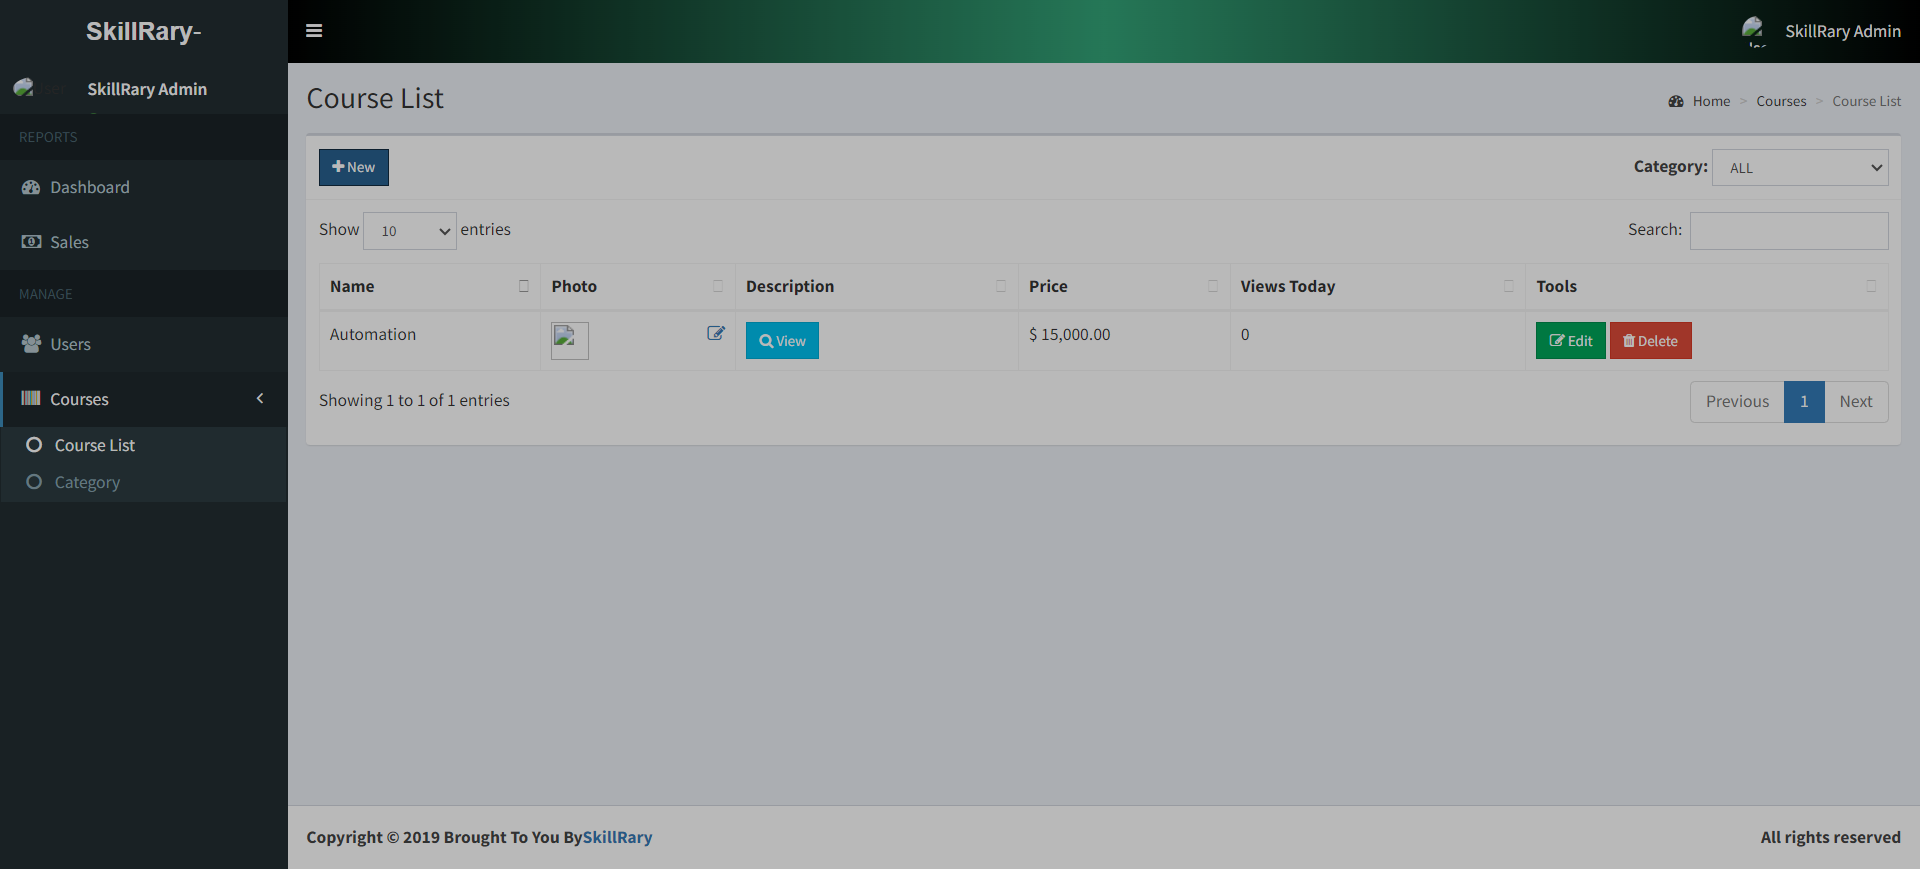 SkillRary-
SkillRary Admin
SkillRary Admin
REPORTS
Dashboard
Sales
MANAGE
Users
Courses
Course List
Category
Course List
Home > Courses > Course List
New
Category: ALL
Show 10 entries
Search:
Name Photo Description Price Views Today Tools
Automation View $ 15,000.00 0 Edit Delete
Showing 1 to 1 of 1 entries
Previous 1 Next
Copyright © 2019 Brought To You BySkillRary
All rights reserved